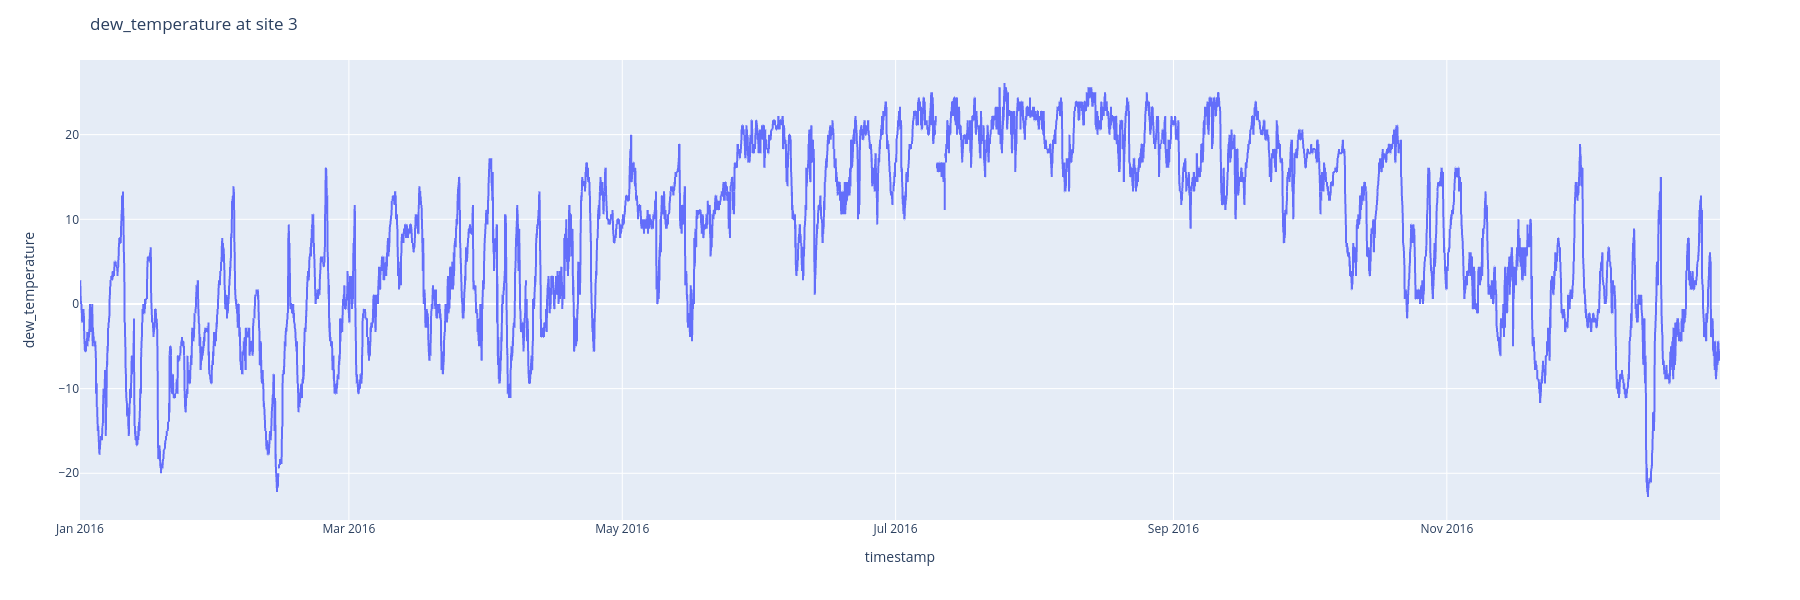 dew_temperature at site 3
dew_temperature
20
10
0
−10
−20
Jan 2016
Mar 2016
May 2016
Jul 2016
Sep 2016
Nov 2016
timestamp